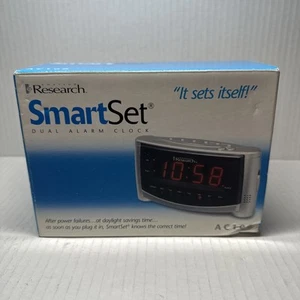 Research.
"It sets itself!"
SmartSet®
DUAL ALARM CLOCK
Research
10:58
After power failures... at daylight savings time...
as soon as you plug it in, SmartSet® knows the correct time!